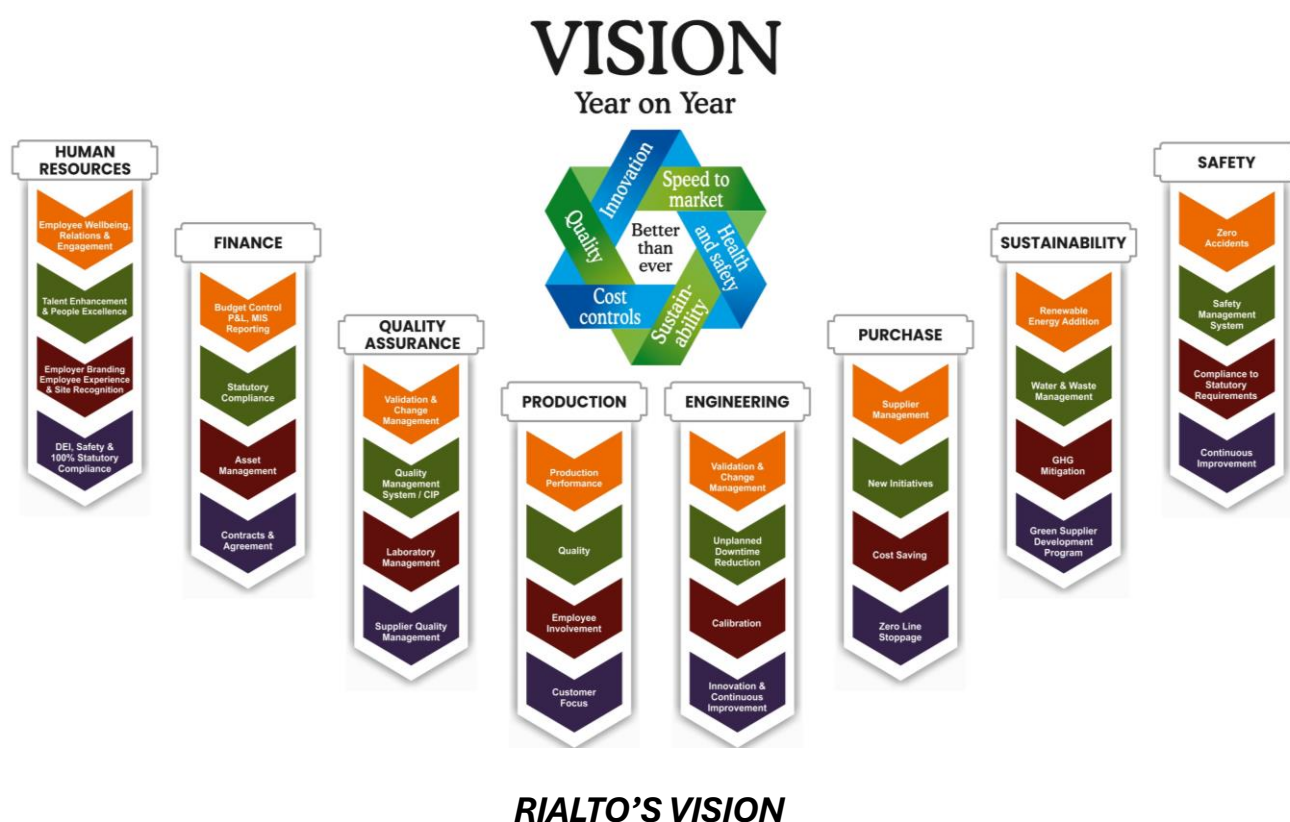 VISION
Year on Year
Innovation
Speed to
market
Health
and safety
Sustain-
ability
Cost
controls
Quality
Better
than
ever
HUMAN
RESOURCES
Employee Wellbeing,
Relations &
Engagement
Talent Enhancement
& People Excellence
Employer Branding
Employee Experience
& Site Recognition
DEI, Safety &
100% Statutory
Compliance
FINANCE
Budget Control
P&L, MIS
Reporting
Statutory
Compliance
Asset
Management
Contracts &
Agreement
QUALITY
ASSURANCE
Validation &
Change
Management
Quality
Management
System / CIP
Laboratory
Management
Supplier Quality
Management
PRODUCTION
Production
Performance
Quality
Employee
Involvement
Customer
Focus
ENGINEERING
Validation &
Change
Management
Unplanned
Downtime
Reduction
Calibration
Innovation &
Continuous
Improvement
PURCHASE
Supplier
Management
New Initiatives
Cost Saving
Zero Line
Stoppage
SUSTAINABILITY
Renewable
Energy Addition
Water & Waste
Management
GHG
Mitigation
Green Supplier
Development
Program
SAFETY
Zero
Accidents
Safety
Management
System
Compliance to
Statutory
Requirements
Continuous
Improvement
RIALTO’S VISION